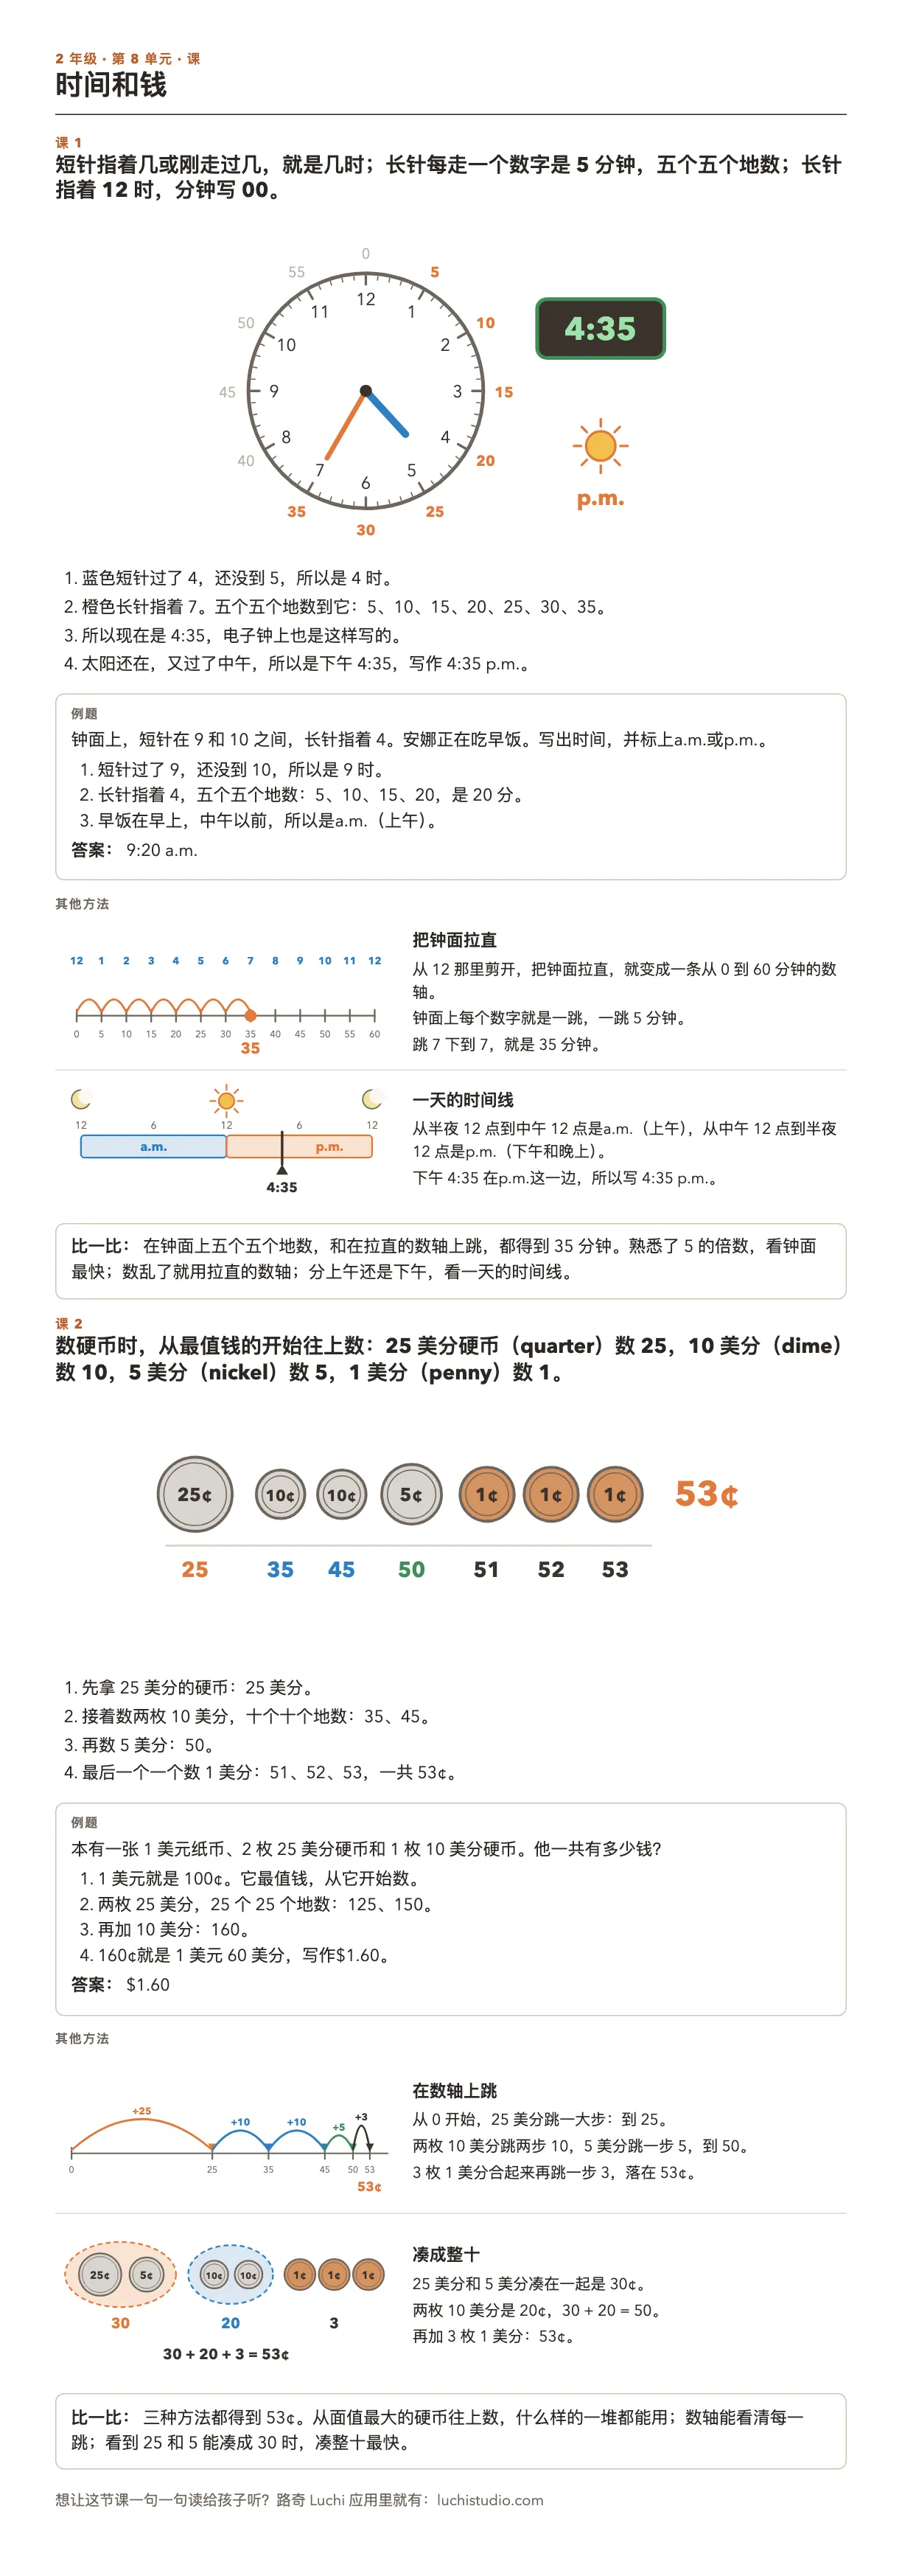 2 年级 · 第 8 单元 · 课
时间和钱
课 1
短针指着几或刚走过几，就是几时；长针每走一个数字是 5 分钟，五个五个地数；长针
指着 12 时，分钟写 00。
0
55
5
12
11
1
50
10
10
2
4:35
45
9
3
15
8
4
40
20
7
5
6
35
25
30
p.m.
1. 蓝色短针过了 4，还没到 5，所以是 4 时。
2. 橙色长针指着 7。五个五个地数到它：5、10、15、20、25、30、35。
3. 所以现在是 4:35，电子钟上也是这样写的。
4. 太阳还在，又过了中午，所以是下午 4:35，写作 4:35 p.m.。
例题
钟面上，短针在 9 和 10 之间，长针指着 4。安娜正在吃早饭。写出时间，并标上a.m.或p.m.。
1. 短针过了 9，还没到 10，所以是 9 时。
2. 长针指着 4，五个五个地数：5、10、15、20，是 20 分。
3. 早饭在早上，中午以前，所以是a.m.（上午）。
答案： 9:20 a.m.
其他方法
12 1 2 3 4 5 6 7 8 9 10 11 12
0 5 10 15 20 25 30 35 40 45 50 55 60
35
把钟面拉直
从 12 那里剪开，把钟面拉直，就变成一条从 0 到 60 分钟的数
轴。
钟面上每个数字就是一跳，一跳 5 分钟。
跳 7 下到 7，就是 35 分钟。
12 6 12 6 12
a.m. p.m.
4:35
一天的时间线
从半夜 12 点到中午 12 点是a.m.（上午），从中午 12 点到半夜
12 点是p.m.（下午和晚上）。
下午 4:35 在p.m.这一边，所以写 4:35 p.m.。
比一比： 在钟面上五个五个地数，和在拉直的数轴上跳，都得到 35 分钟。熟悉了 5 的倍数，看钟面
最快；数乱了就用拉直的数轴；分上午还是下午，看一天的时间线。
课 2
数硬币时，从最值钱的开始往上数：25 美分硬币（quarter）数 25，10 美分（dime）
数 10，5 美分（nickel）数 5，1 美分（penny）数 1。
25¢ 10¢ 10¢ 5¢ 1¢ 1¢ 1¢ 53¢
25 35 45 50 51 52 53
1. 先拿 25 美分的硬币：25 美分。
2. 接着数两枚 10 美分，十个十个地数：35、45。
3. 再数 5 美分：50。
4. 最后一个一个数 1 美分：51、52、53，一共 53¢。
例题
本有一张 1 美元纸币、2 枚 25 美分硬币和 1 枚 10 美分硬币。他一共有多少钱？
1. 1 美元就是 100¢。它最值钱，从它开始数。
2. 两枚 25 美分，25 个 25 个地数：125、150。
3. 再加 10 美分：160。
4. 160¢就是 1 美元 60 美分，写作$1.60。
答案： $1.60
其他方法
+25 +10 +10 +5 +3
0 25 35 45 50 53
53¢
在数轴上跳
从 0 开始，25 美分跳一大步：到 25。
两枚 10 美分跳两步 10，5 美分跳一步 5，到 50。
3 枚 1 美分合起来再跳一步 3，落在 53¢。
25¢ 5¢ 10¢ 10¢ 1¢ 1¢ 1¢
30 20 3
30 + 20 + 3 = 53¢
凑成整十
25 美分和 5 美分凑在一起是 30¢。
两枚 10 美分是 20¢，30 + 20 = 50。
再加 3 枚 1 美分：53¢。
比一比： 三种方法都得到 53¢。从面值最大的硬币往上数，什么样的一堆都能用；数轴能看清每一
跳；看到 25 和 5 能凑成 30 时，凑整十最快。
想让这节课一句一句读给孩子听？路奇 Luchi 应用里就有：luchistudio.com